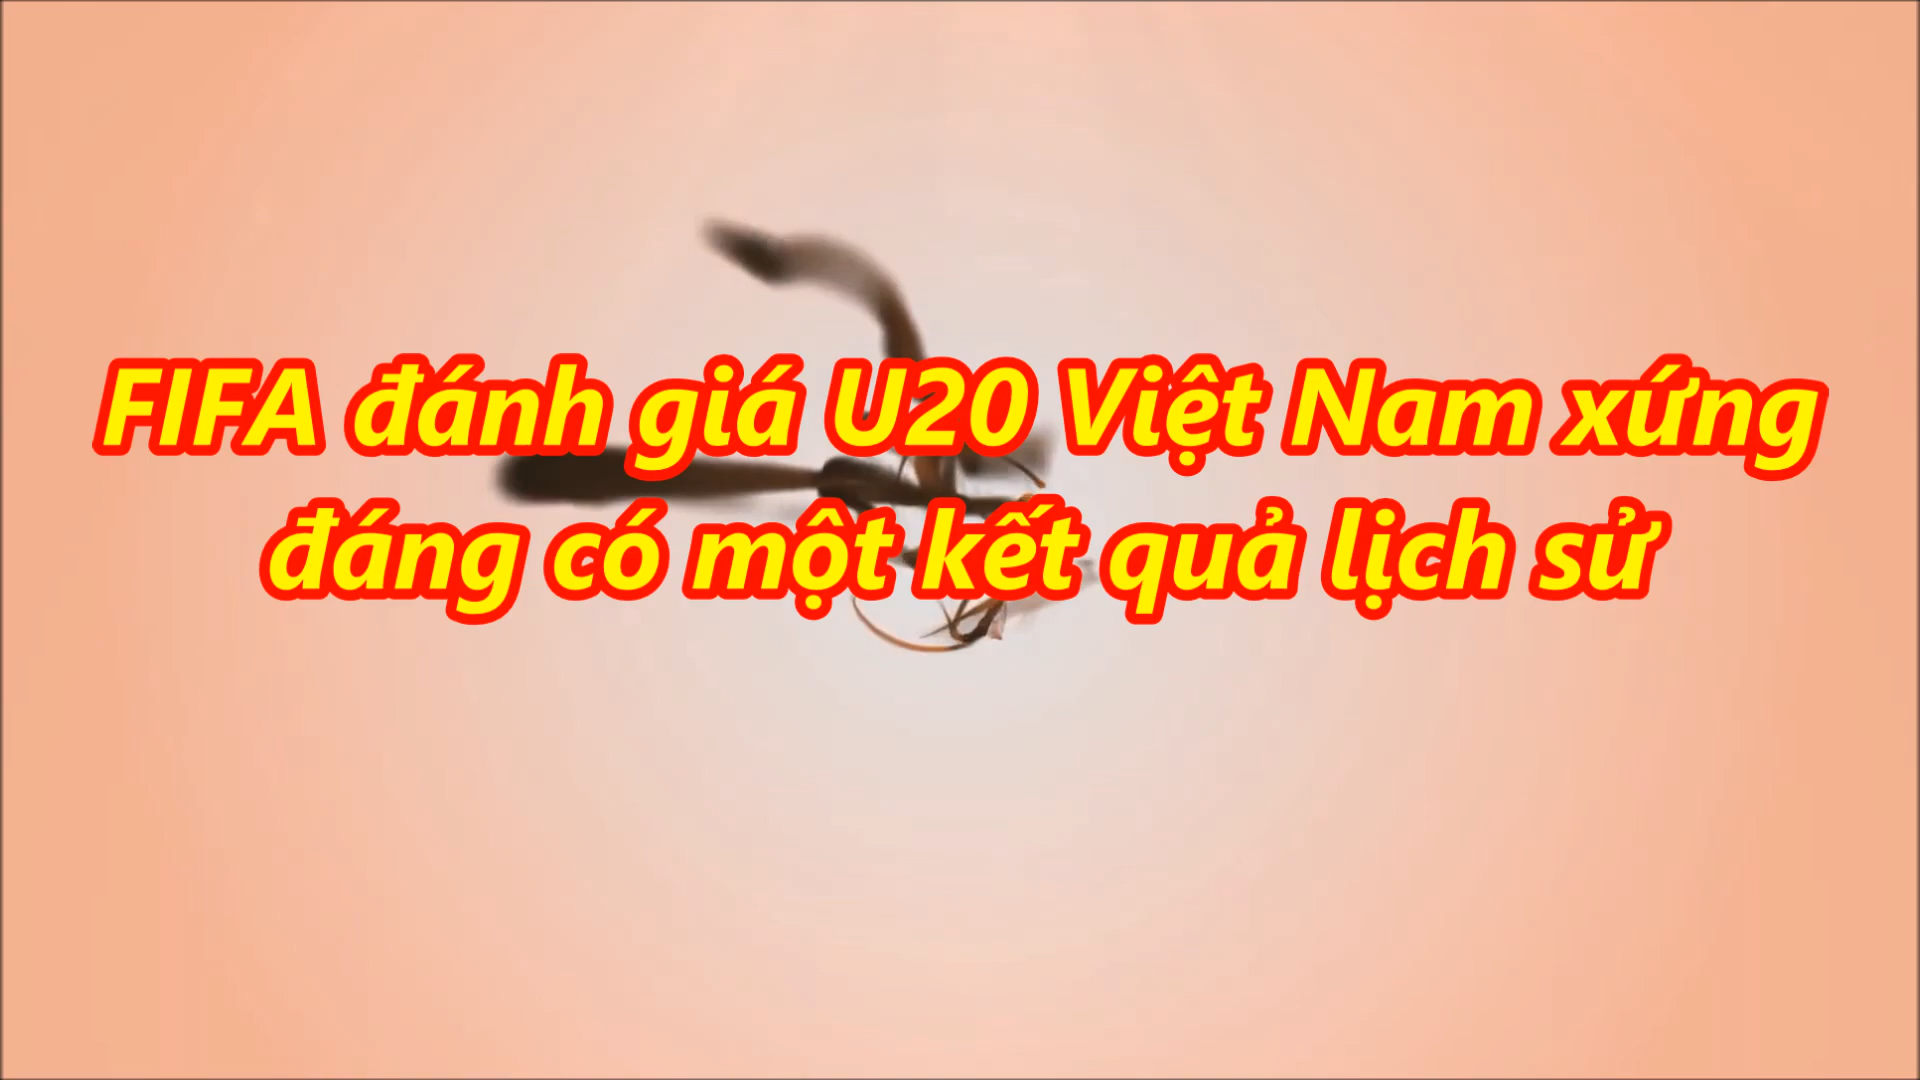 FIFA đánh giá U20 Việt Nam xứng
đáng có một kết quả lịch sử